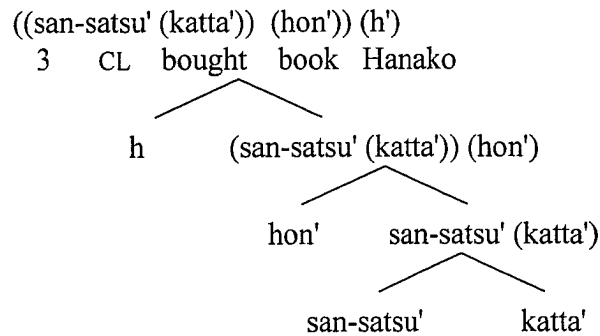 ((san-satsu' (katta')) (hon')) (h')
3 CL bought book Hanako
h (san-satsu' (katta')) (hon')
hon' san-satsu' (katta')
san-satsu' katta'